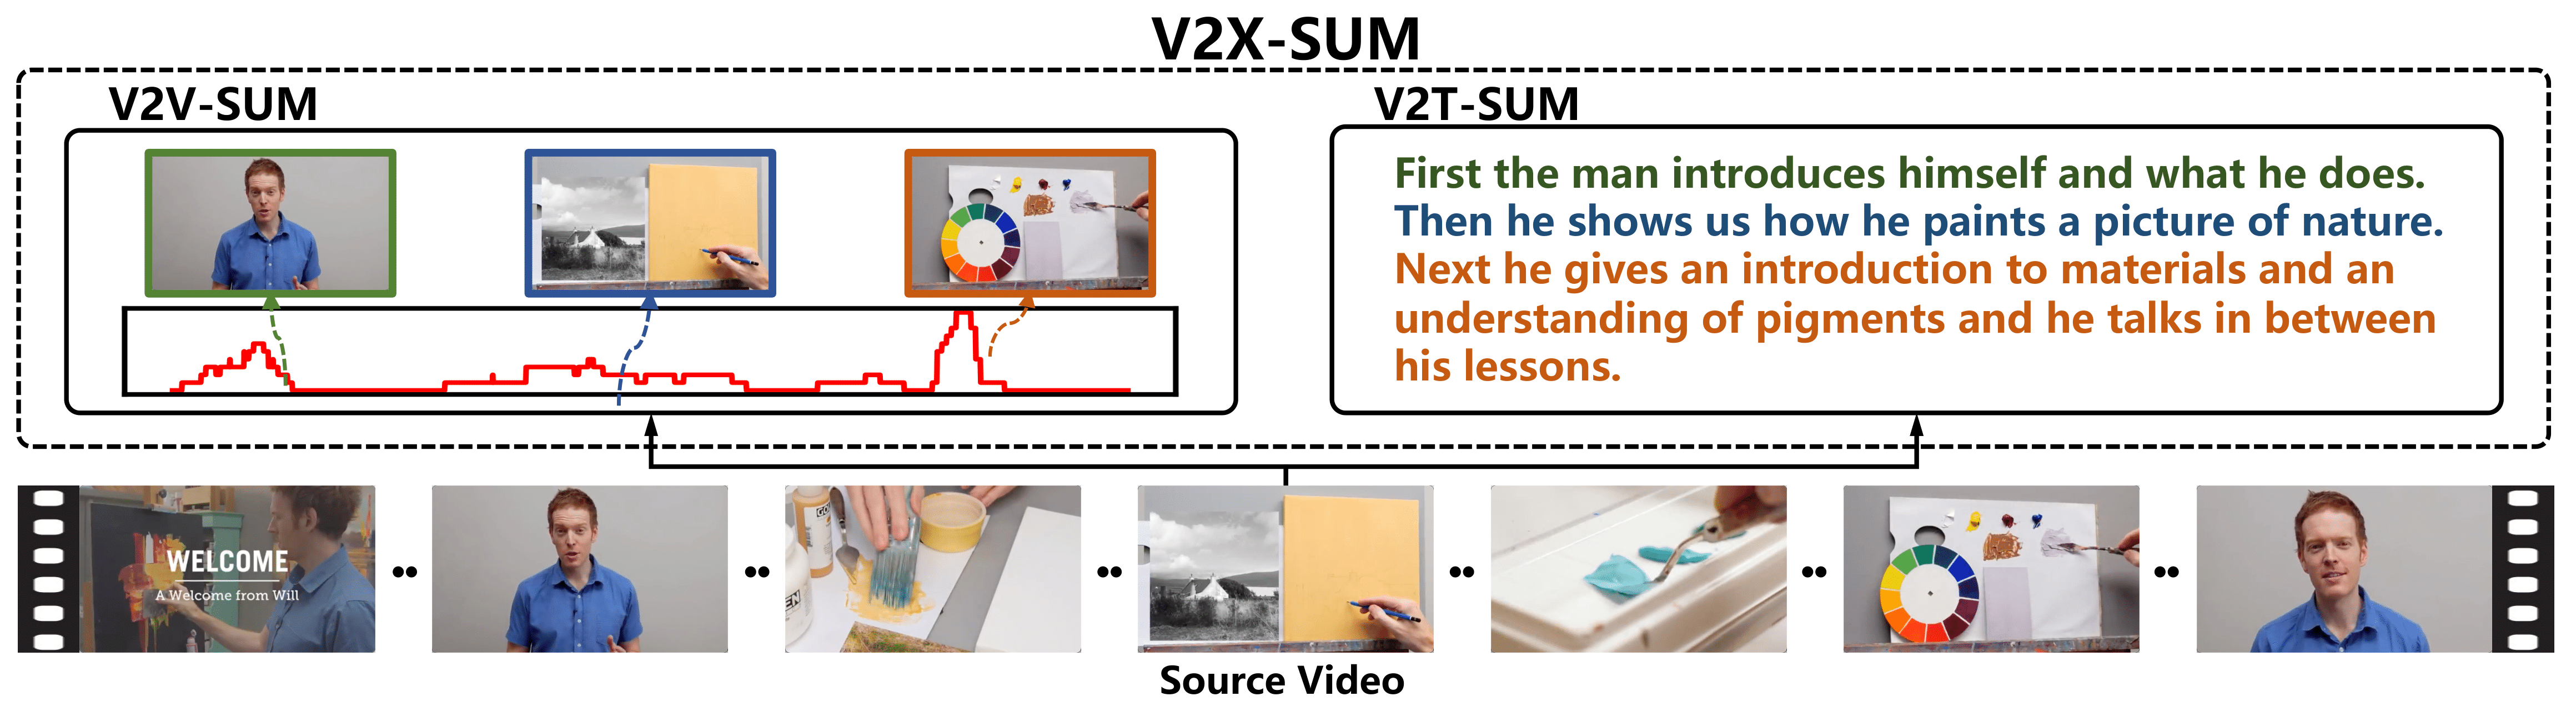 V2X-SUM
V2V-SUM
V2T-SUM
First the man introduces himself and what he does.
Then he shows us how he paints a picture of nature.
Next he gives an introduction to materials and an
understanding of pigments and he talks in between
his lessons.
WELCOME
A Welcome from Will
Source Video